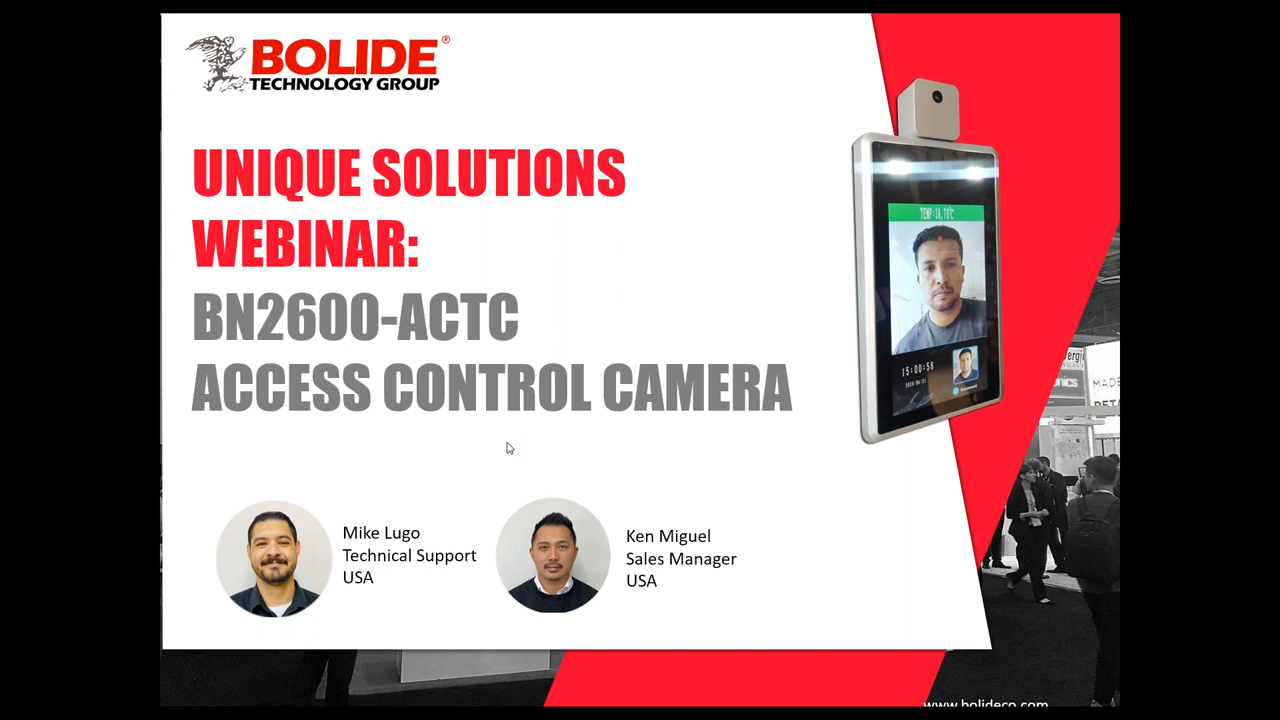 BOLIDE®
TECHNOLOGY GROUP
UNIQUE SOLUTIONS
WEBINAR:
BN2600-ACTC
ACCESS CONTROL CAMERA
15:00:56
Mike Lugo
Technical Support
USA
Ken Miguel
Sales Manager
USA
MADE
www.bolideco.com